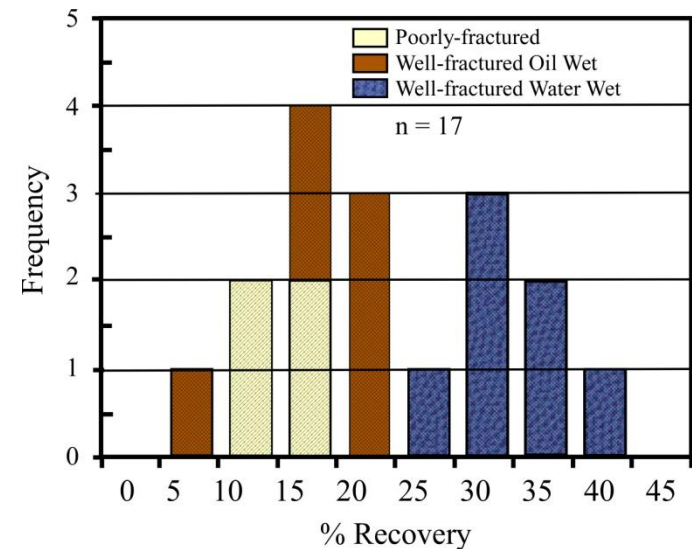 5
Poorly-fractured
Well-fractured Oil Wet
4
Well-fractured Water Wet
n = 17
3
Frequency
2
1
0
0 5 10 15 20 25 30 35 40 45
% Recovery